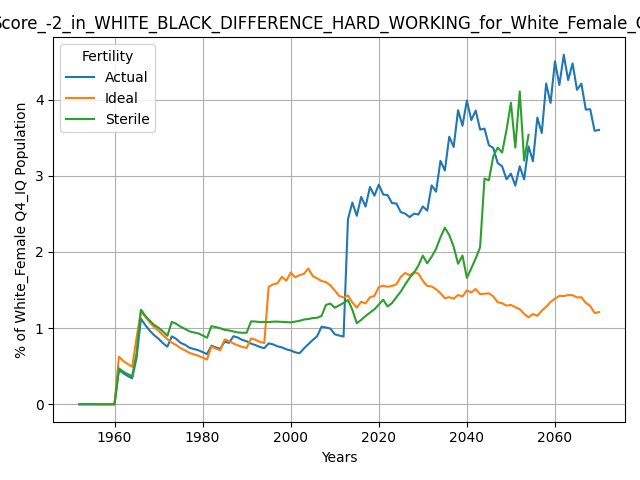 Score_-2_in_WHITE_BLACK_DIFFERENCE_HARD_WORKING_for_White_Female_
Fertility
Actual
Ideal
Sterile
% of White_Female Q4_IQ Population
4
3
2
1
0
1960
1980
2000
2020
2040
2060
Years